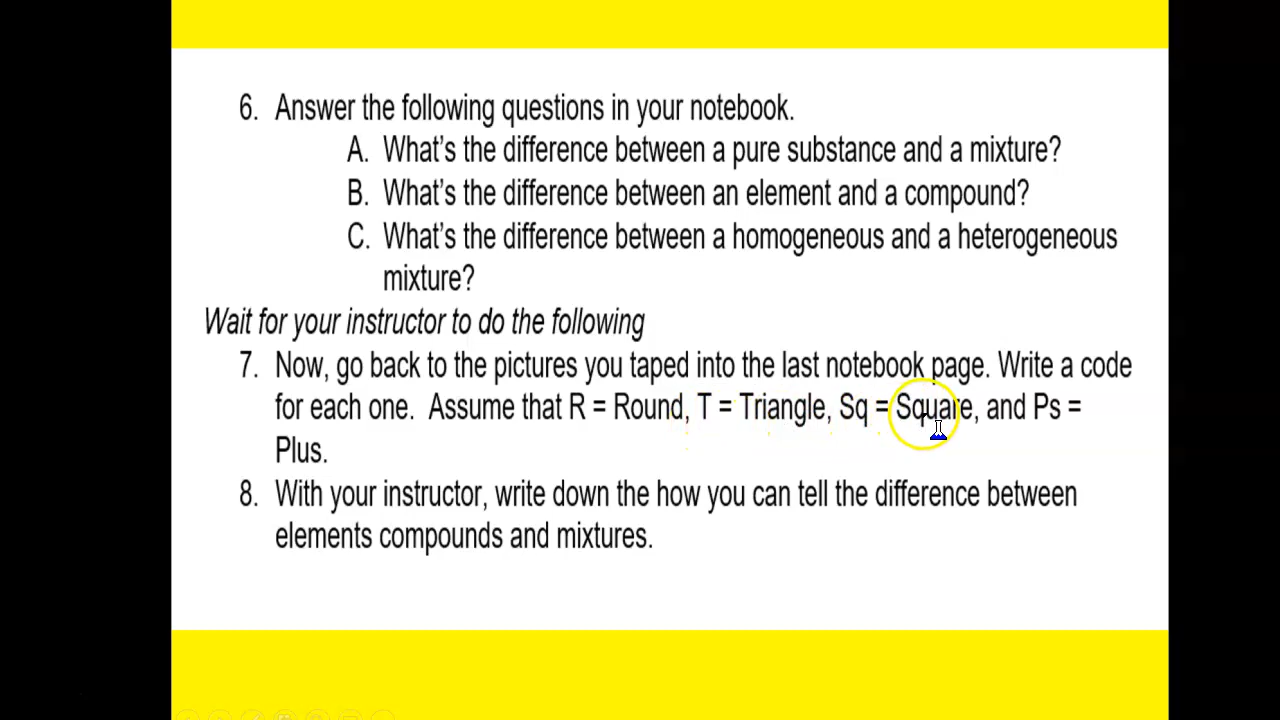 6. Answer the following questions in your notebook.
A. What's the difference between a pure substance and a mixture?
B. What's the difference between an element and a compound?
C. What's the difference between a homogeneous and a heterogeneous
mixture?
Wait for your instructor to do the following
7. Now, go back to the pictures you taped into the last notebook page. Write a code
for each one. Assume that R = Round, T = Triangle, Sq = Square, and Ps =
Plus.
8. With your instructor, write down the how you can tell the difference between
elements compounds and mixtures.